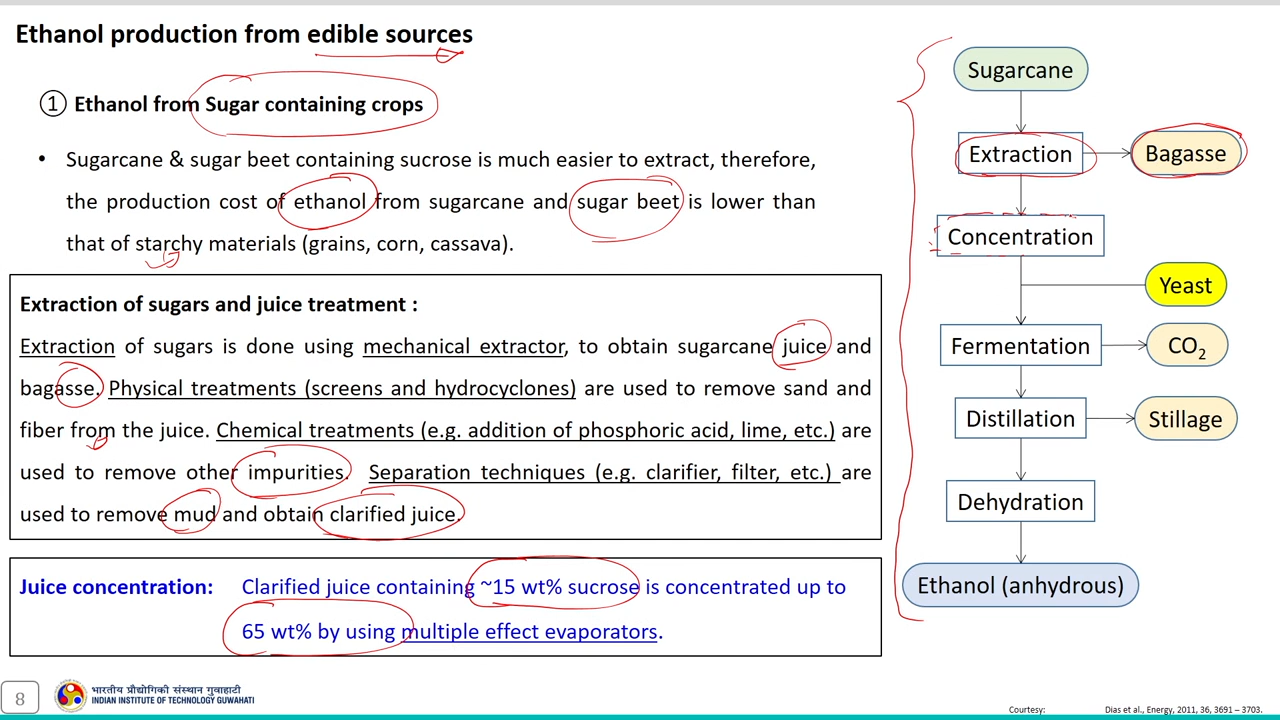 Ethanol production from edible sources
① Ethanol from Sugar containing crops
• Sugarcane & sugar beet containing sucrose is much easier to extract, therefore,
the production cost of ethanol from sugarcane and sugar beet is lower than
that of starchy materials (grains, corn, cassava).
Extraction of sugars and juice treatment :
Extraction of sugars is done using mechanical extractor, to obtain sugarcane juice and
bagasse. Physical treatments (screens and hydrocyclones) are used to remove sand and
fiber from the juice. Chemical treatments (e.g. addition of phosphoric acid, lime, etc.) are
used to remove other impurities. Separation techniques (e.g. clarifier, filter, etc.) are
used to remove mud and obtain clarified juice.
Juice concentration: Clarified juice containing ~15 wt% sucrose is concentrated up to
65 wt% by using multiple effect evaporators.
Sugarcane
Extraction
Bagasse
Concentration
Yeast
Fermentation
CO₂
Distillation
Stillage
Dehydration
Ethanol (anhydrous)
8
भारतीय प्रौद्योगिकी संस्थान गुवाहाटी
INDIAN INSTITUTE OF TECHNOLOGY GUWAHATI
Courtesy: Dias et al., Energy, 2011, 36, 3691 – 3703.